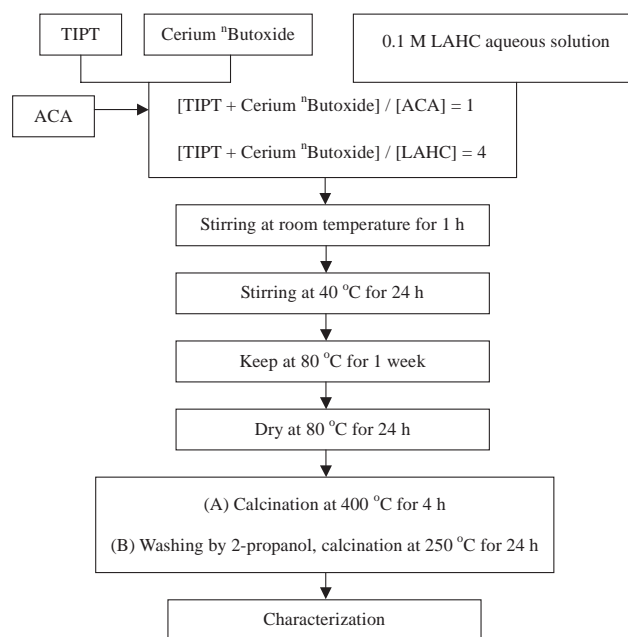 TIPT
Cerium ⁿButoxide
0.1 M LAHC aqueous solution
ACA
[TIPT + Cerium ⁿButoxide] / [ACA] = 1
[TIPT + Cerium ⁿButoxide] / [LAHC] = 4
Stirring at room temperature for 1 h
Stirring at 40 °C for 24 h
Keep at 80 °C for 1 week
Dry at 80 °C for 24 h
(A) Calcination at 400 °C for 4 h
(B) Washing by 2-propanol, calcination at 250 °C for 24 h
Characterization